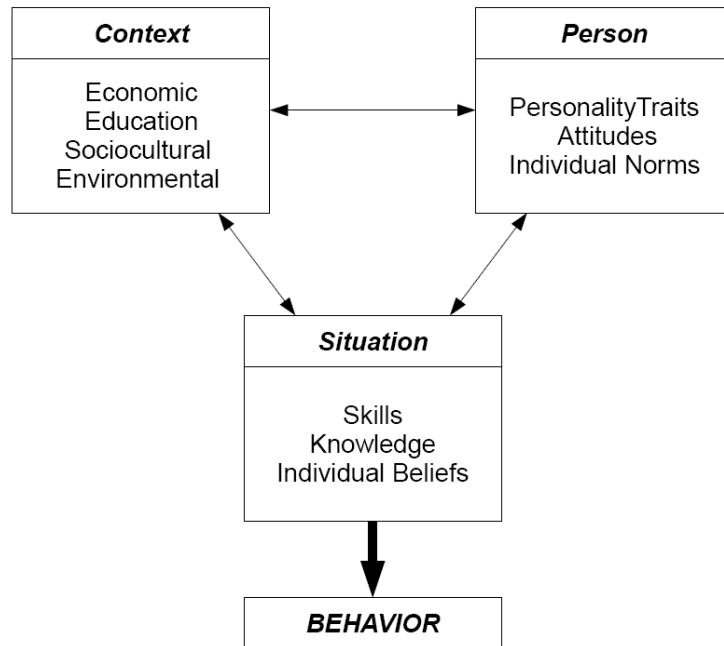 Context
Economic
Education
Sociocultural
Environmental
Person
PersonalityTraits
Attitudes
Individual Norms
Situation
Skills
Knowledge
Individual Beliefs
BEHAVIOR